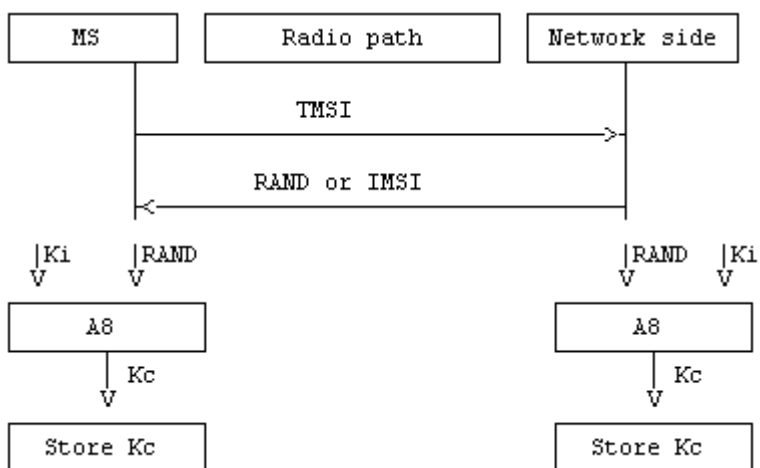 MS Radio path Network side
TMSI
RAND or IMSI
Ki RAND RAND Ki
A8 A8
Kc Kc
Store Kc Store Kc